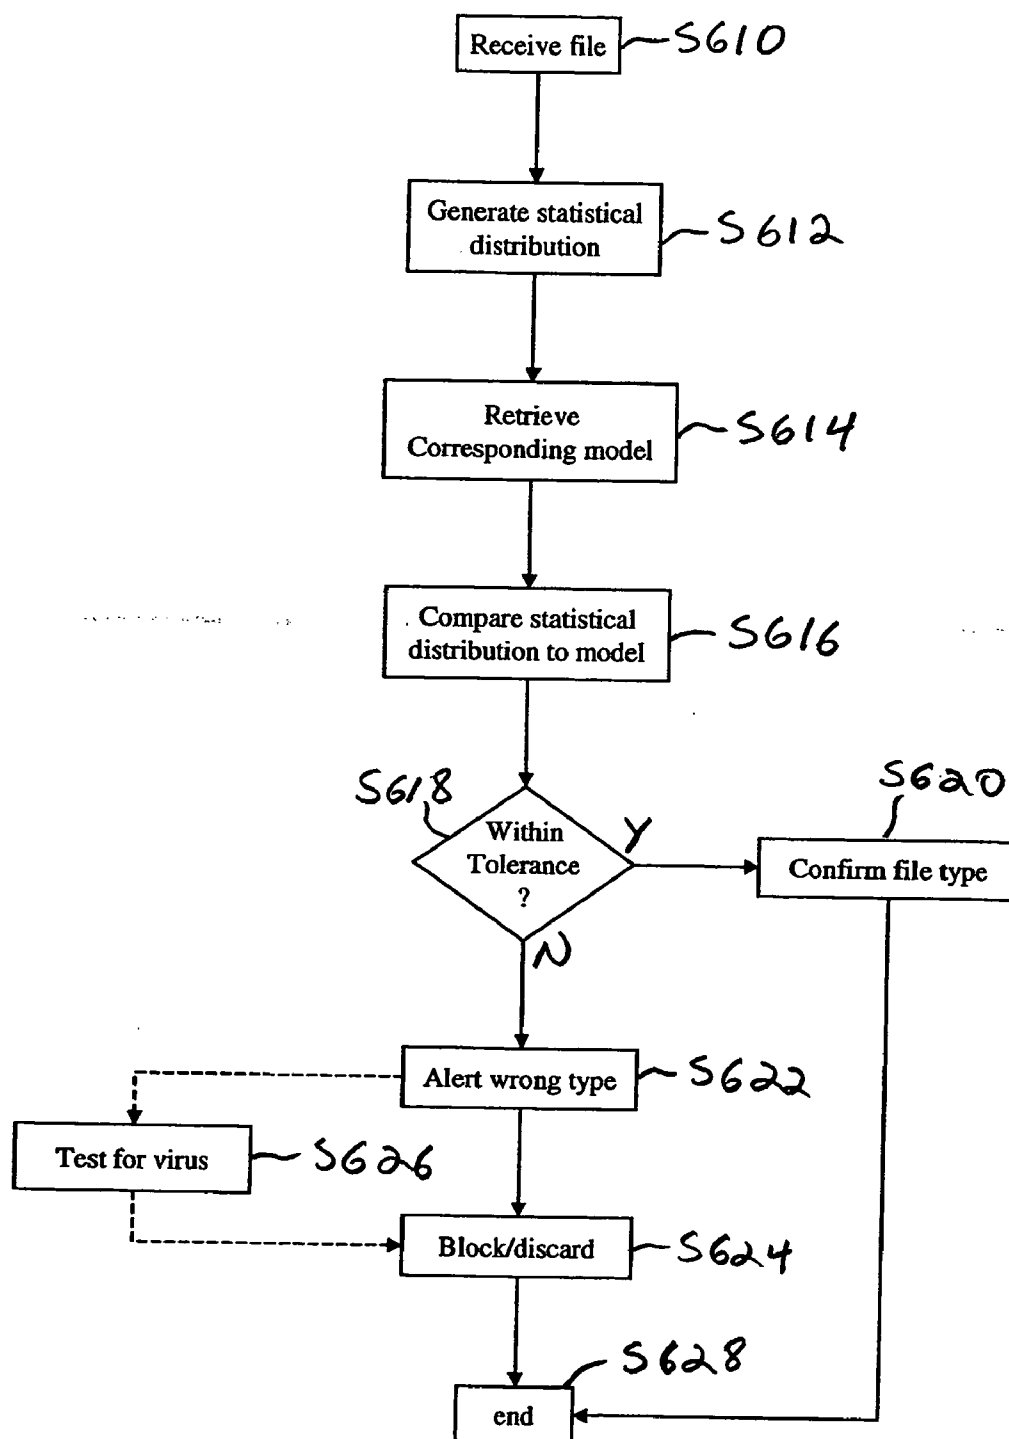 Receive file
S610
Generate statistical
distribution
S612
Retrieve
Corresponding model
S614
Compare statistical
distribution to model
S616
S618
Within
Tolerance
?
Y
N
S620
Confirm file type
Alert wrong type
S622
Test for virus
S626
Block/discard
S624
S628
end